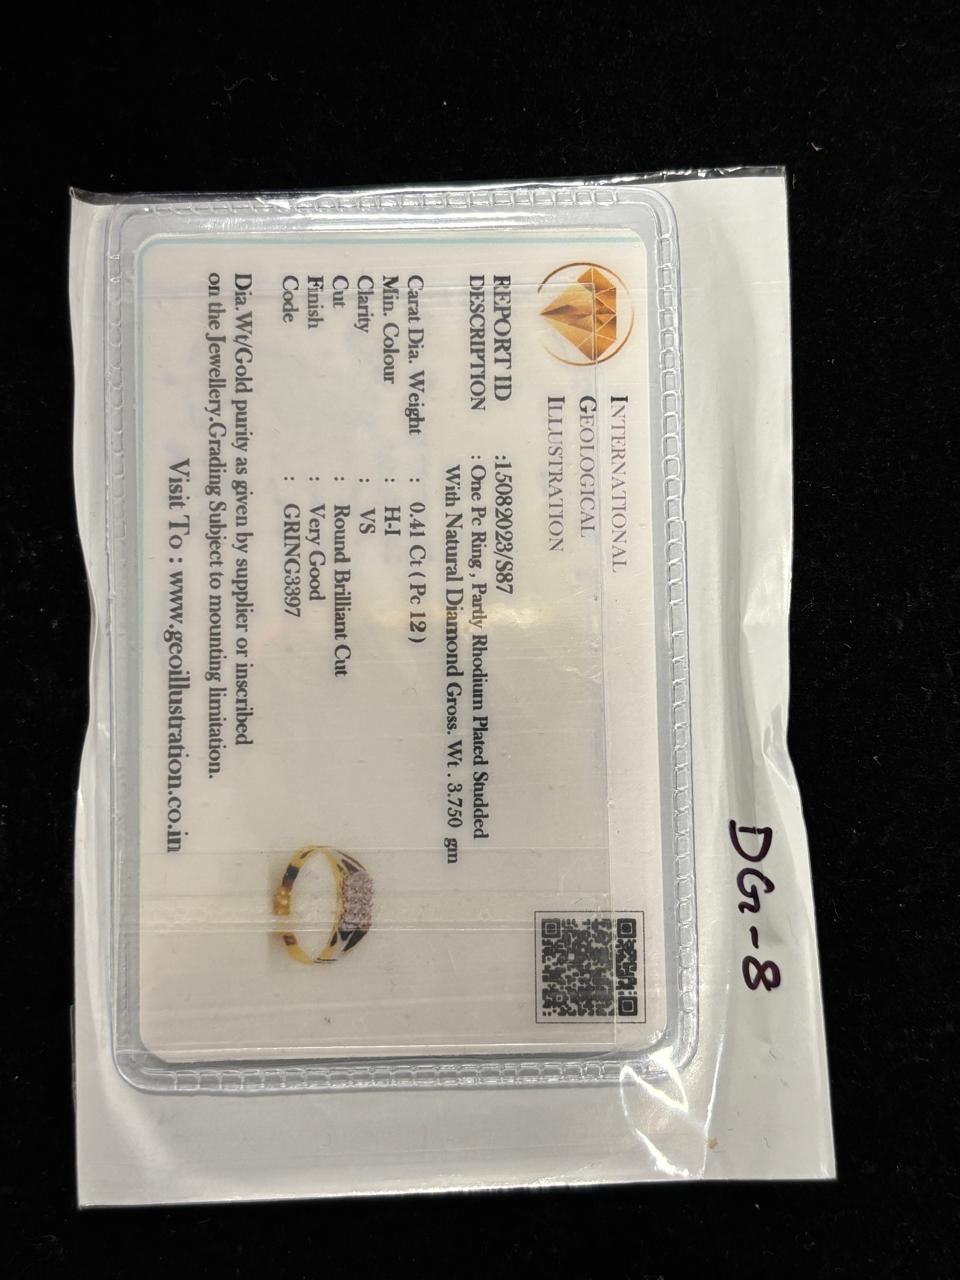 INTERNATIONAL
GEOLOGICAL
ILLUSTRATION
REPORT ID :15082023/S87
DESCRIPTION : One Pc Ring , Partly Rhodium Plated Studded
With Natural Diamond Gross. Wt . 3.750 gm
Carat Dia. Weight : 0.41 Ct ( Pc 12 )
Min. Colour : H-I
Clarity : VS
Cut : Round Brilliant Cut
Finish : Very Good
Code : GRING3397
Dia.Wt/Gold purity as given by supplier or inscribed
on the Jewellery.Grading Subject to mounting limitation.
Visit To : www.geoillustration.co.in
DG-8